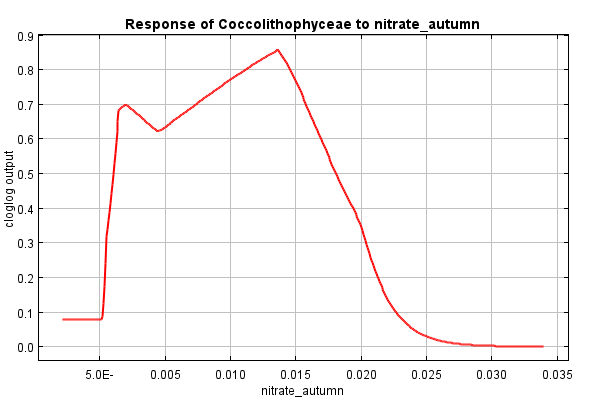 Response of Coccolithophyceae to nitrate_autumn
0.9
0.8
0.7
0.6
0.5
0.4
0.3
0.2
0.1
0.0
cloglog output
5.0E- 0.005 0.010 0.015 0.020 0.025 0.030 0.035
nitrate_autumn